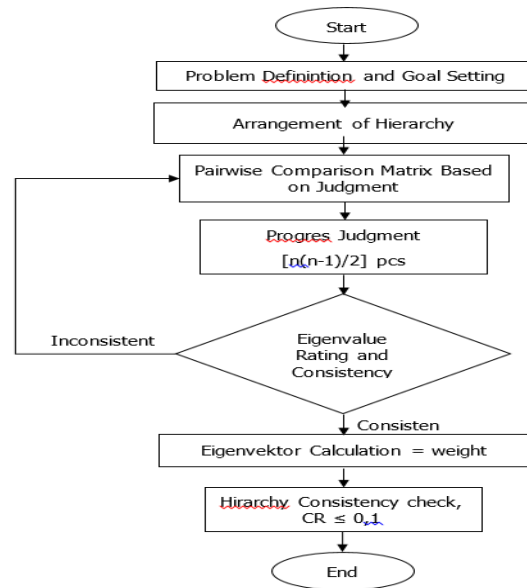 Start
Problem Definintion and Goal Setting
Arrangement of Hierarchy
Pairwise Comparison Matrix Based
on Judgment
Progres Judgment
[n(n-1)/2] pcs
Eigenvalue
Rating and
Consistency
Inconsistent
Consisten
Eigenvektor Calculation = weight
Hirarchy Consistency check,
CR ≤ 0,1
End